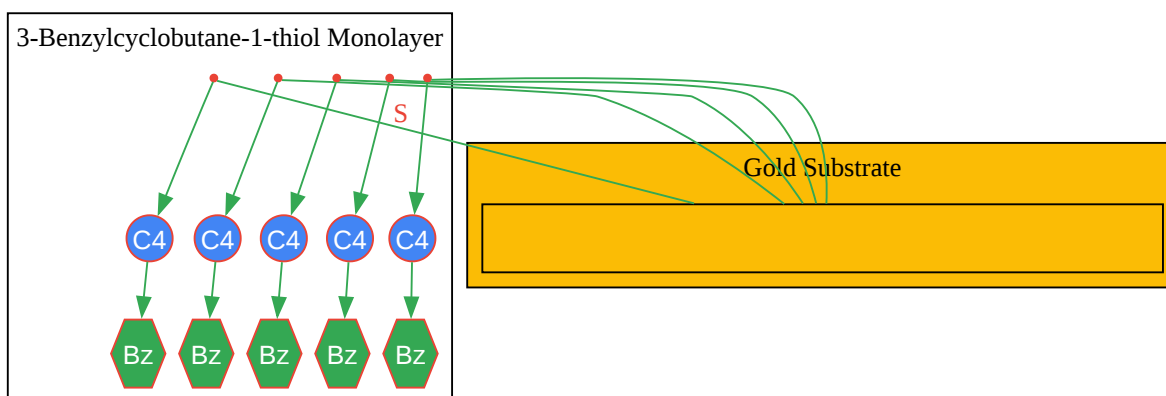 3-Benzylcyclobutane-1-thiol Monolayer
S
Gold Substrate
C4 C4 C4 C4 C4
Bz Bz Bz Bz Bz